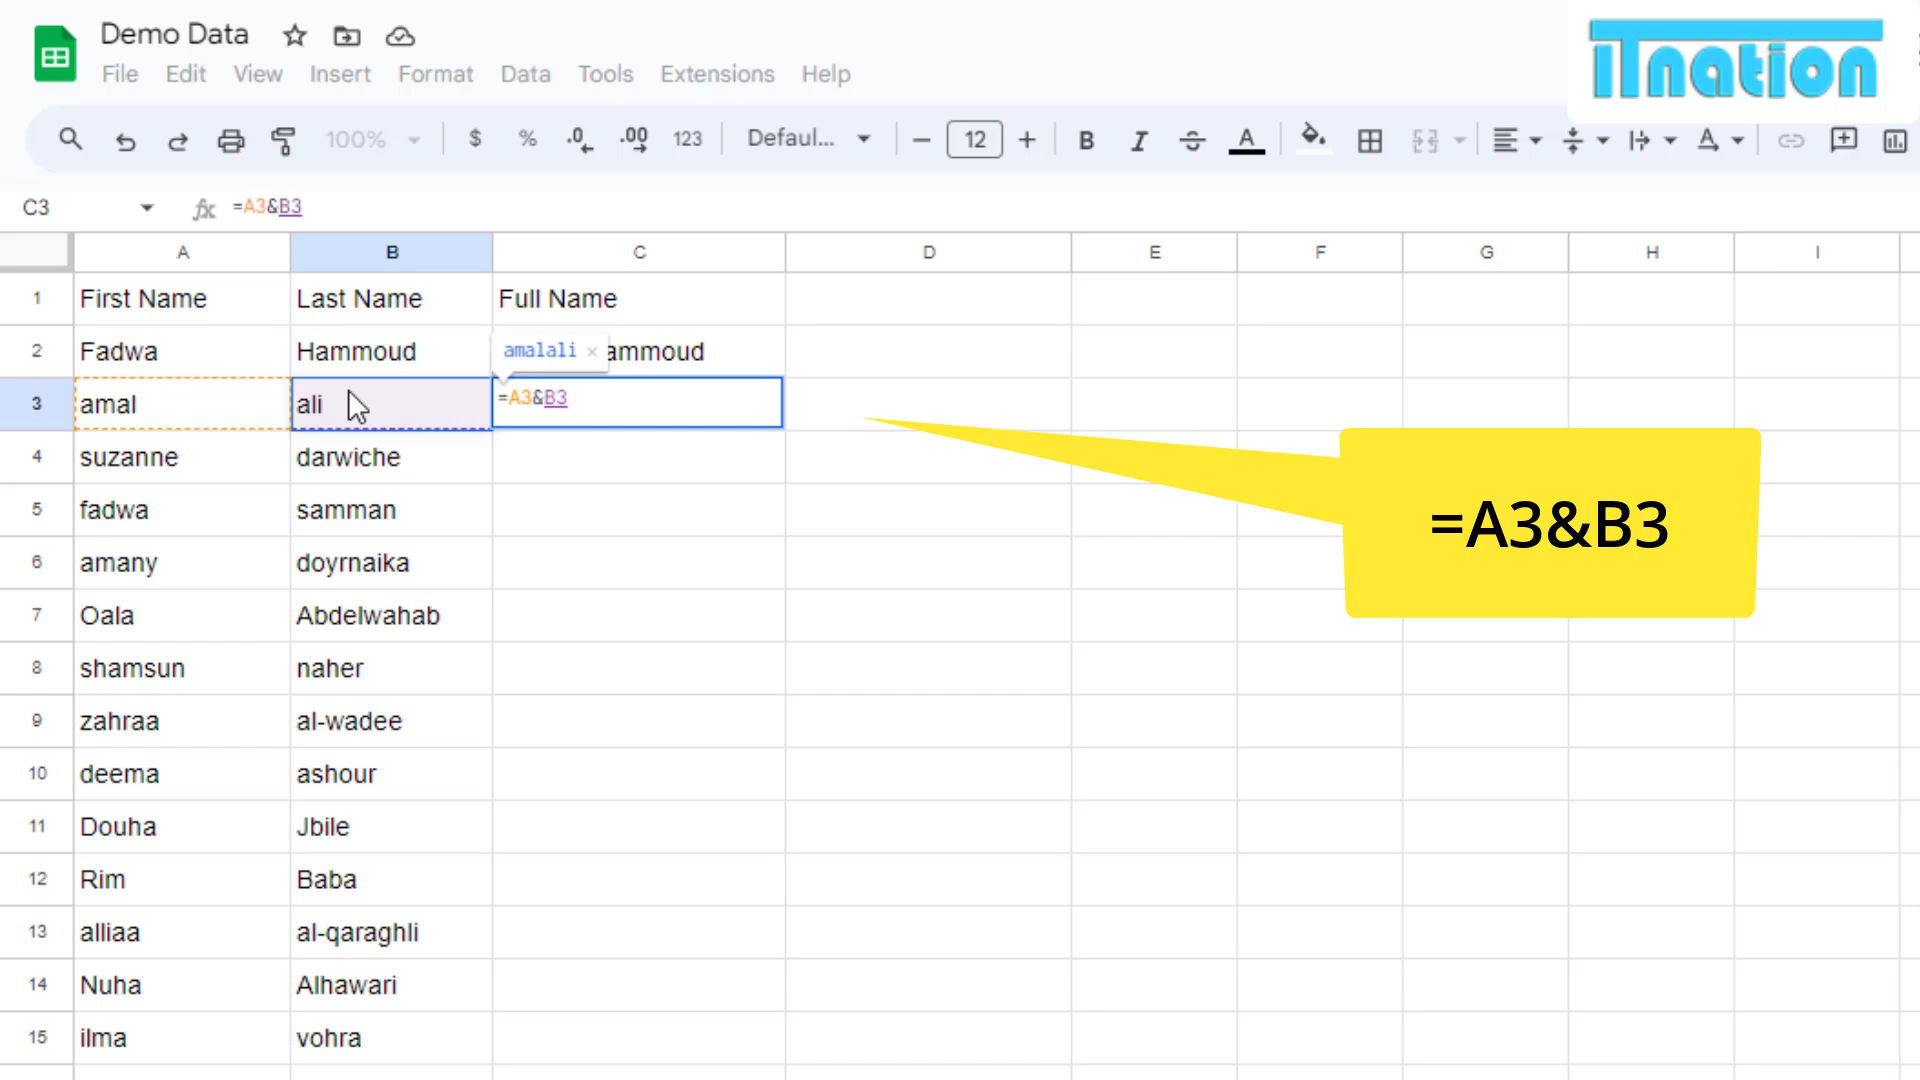 Demo Data
iTnation
File Edit View Insert Format Data Tools Extensions Help
100% $ % .0 .00 123 Defaul... 12 B I A A
C3 fx =A3&B3
A B C D E F G H I
1 First Name Last Name Full Name
2 Fadwa Hammoud amalali × ammoud
3 amal ali =A3&B3
4 suzanne darwiche
=A3&B3
5 fadwa samman
6 amany doyrnaika
7 Oala Abdelwahab
8 shamsun naher
9 zahraa al-wadee
10 deema ashour
11 Douha Jbile
12 Rim Baba
13 alliaa al-qaraghli
14 Nuha Alhawari
15 ilma vohra